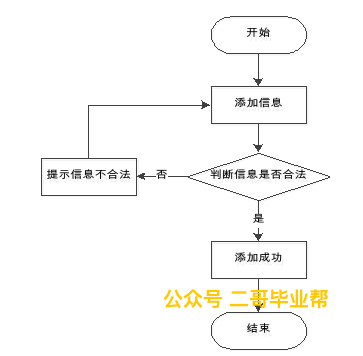 开始
添加信息
提示信息不合法
否
判断信息是否合法
是
添加成功
公众号 二哥毕业帮
结束